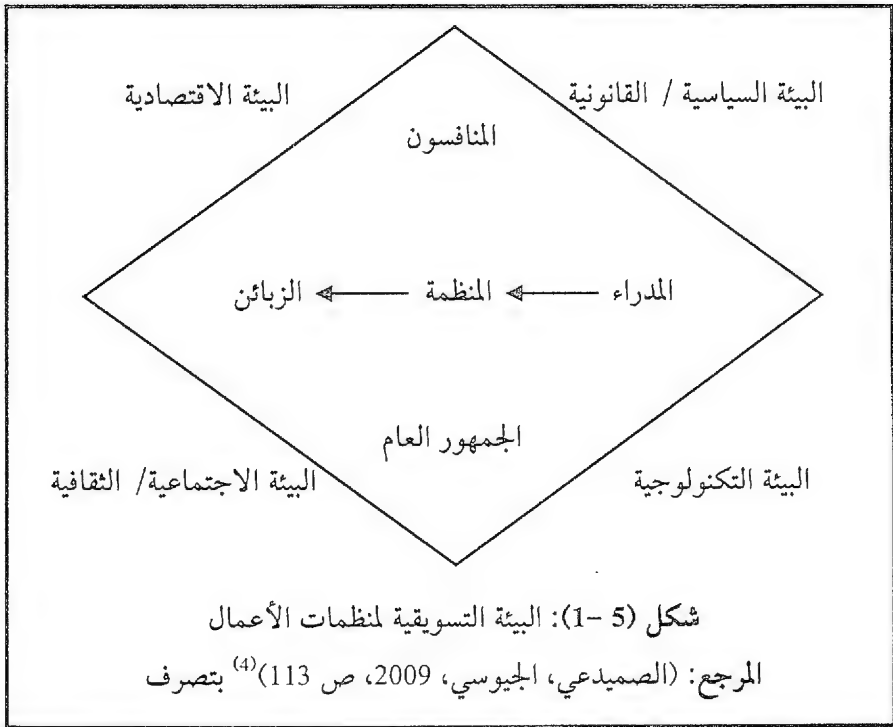 البيئة السياسية / القانونية
البيئة الاقتصادية
المنافسون
المدراء المنظمة الزبائن
الجمهور العام
البيئة التكنولوجية
البيئة الاجتماعية/ الثقافية
شكل (5 –1): البيئة التسويقية لمنظمات الأعمال
المرجع: (الصميدعي، الجيوسي، 2009، ص 113)(4) بتصرف